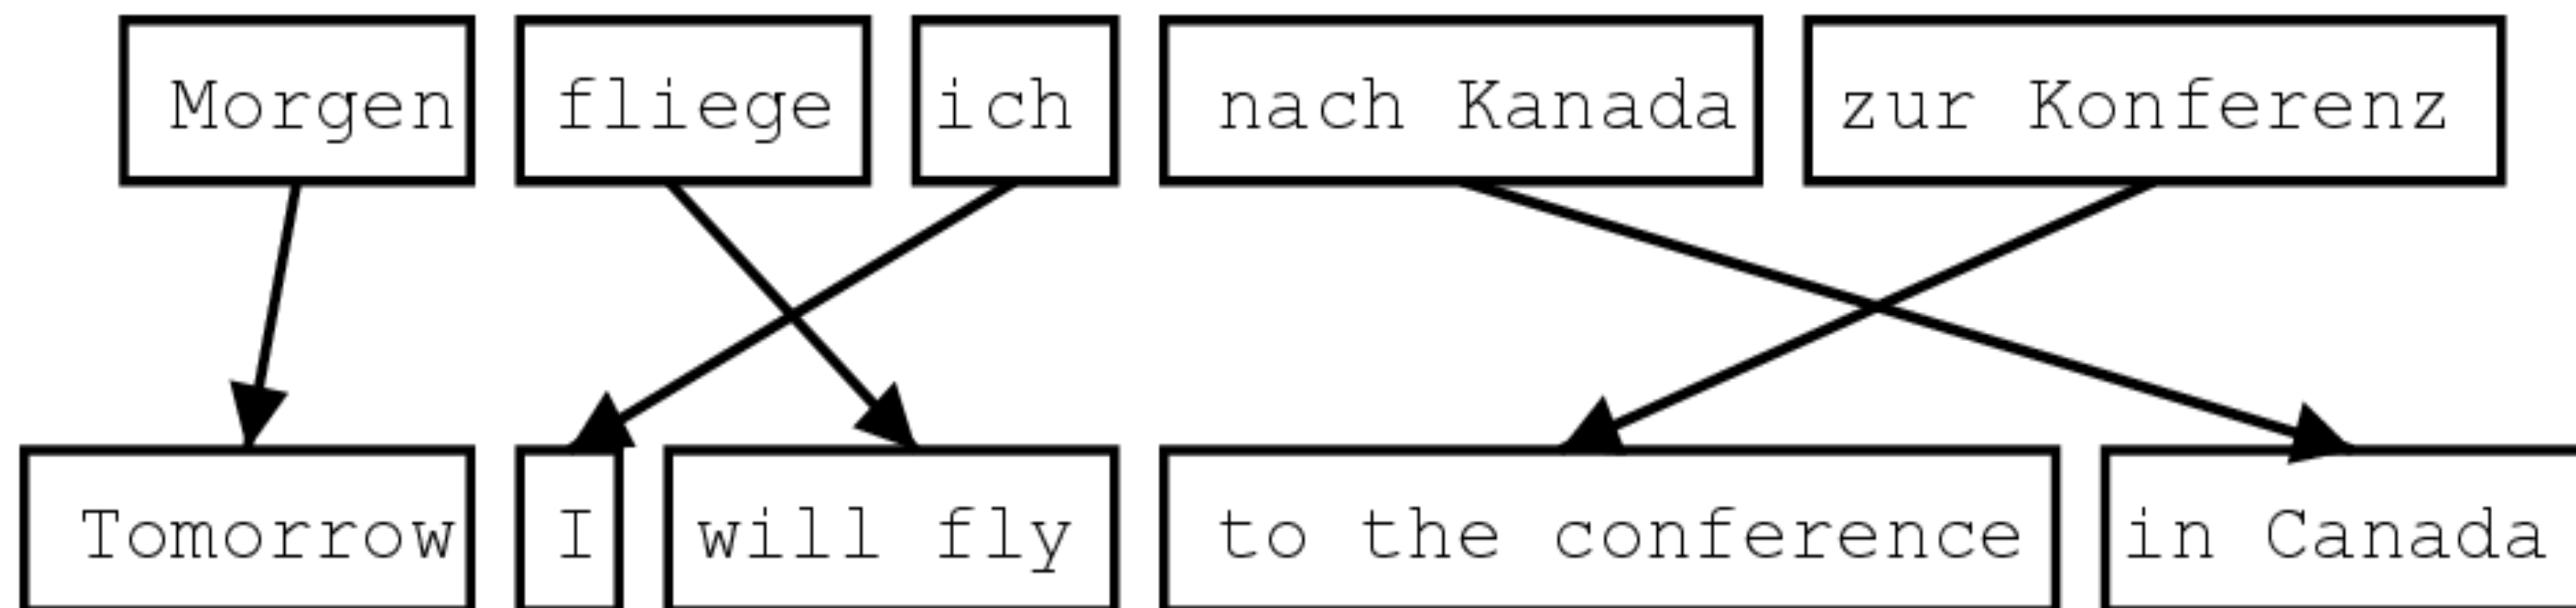 Morgen fliege ich nach Kanada zur Konferenz
Tomorrow I will fly to the conference in Canada